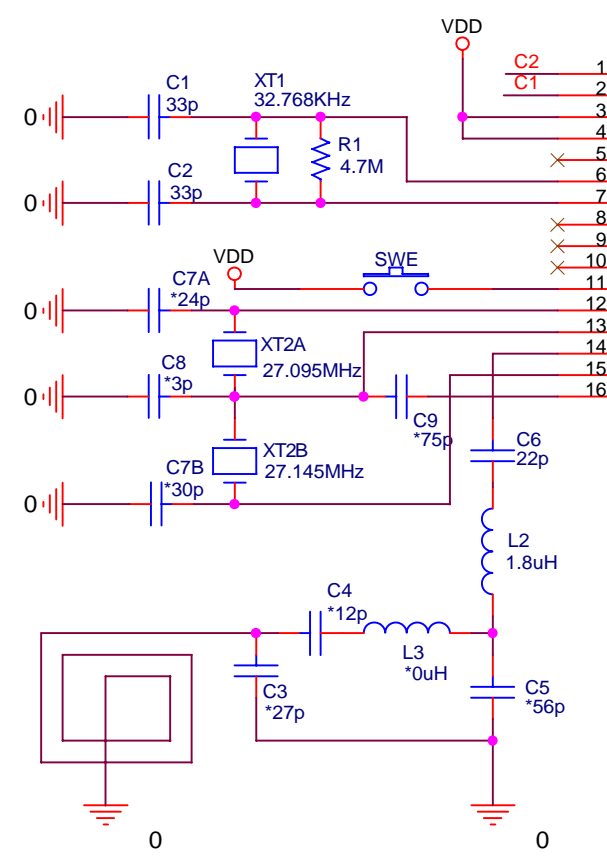 VDD
C2 1
C1 2
3
4
5
6
7
8
9
10
11
12
13
14
15
16
C1
33p
0
XT1
32.768KHz
R1
4.7M
C2
33p
0
VDD
SWE
C7A
*24p
0
XT2A
27.095MHz
C8
*3p
0
C9
*75p
XT2B
27.145MHz
C7B
*30p
0
C6
22p
L2
1.8uH
C4
*12p
L3
*0uH
C3
*27p
C5
*56p
0
0